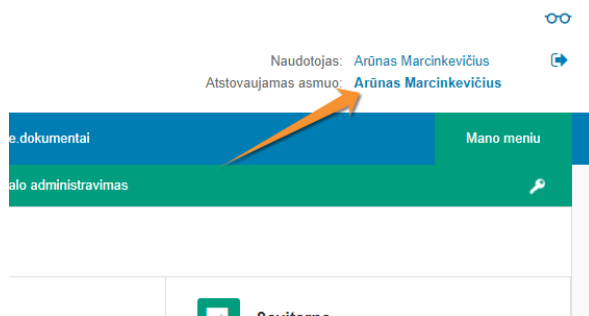 Naudotojas: Arūnas Marcinkevičius
Atstovaujamas asmuo: Arūnas Marcinkevičius
e.dokumentai Mano meniu
alo administravimas